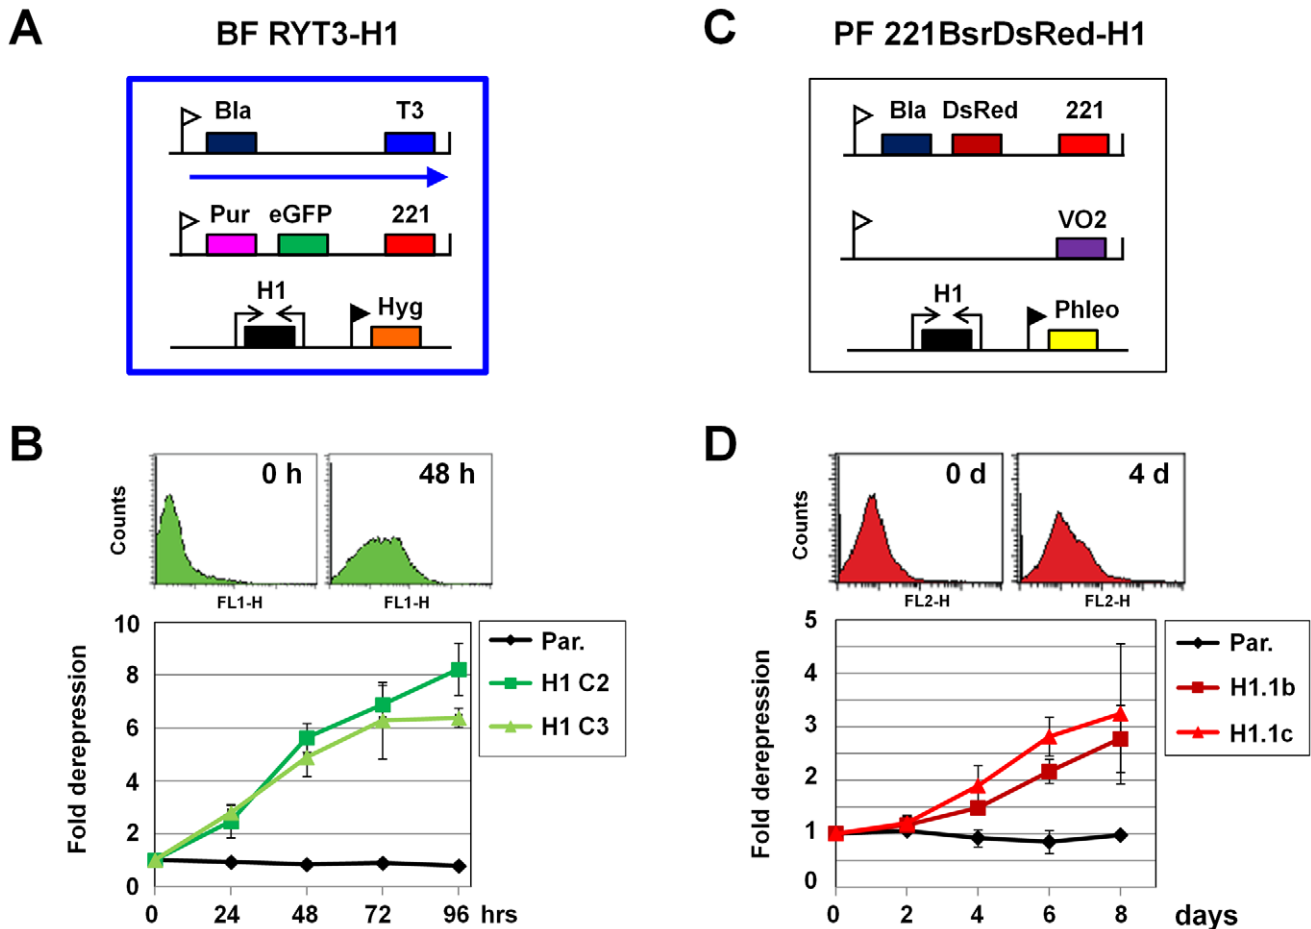 A
BF RYT3-H1
Bla
T3
Pur eGFP 221
H1
Hyg
C
PF 221BsrDsRed-H1
Bla DsRed 221
VO2
H1
Phleo
B
0 h
48 h
Counts
FL1-H
FL1-H
Fold derepression
10
8
6
4
2
0
0 24 48 72 96 hrs
Par.
H1 C2
H1 C3
D
0 d
4 d
Counts
FL2-H
FL2-H
Fold derepression
5
4
3
2
1
0
0 2 4 6 8 days
Par.
H1.1b
H1.1c